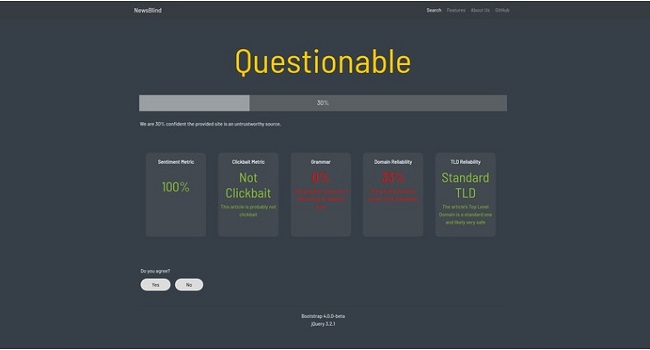 NewsBlind
Search Features About Us GitHub
Questionable
30%
We are 30% confident the provided site is an untrustworthy source.
Sentiment Metric
100%
Clickbait Metric
Not
Clickbait
This article is probably not
clickbait
Grammar
0%
Domain Reliability
33%
TLD Reliability
Standard
TLD
The article's Top Level
Domain is a standard one
and likely very safe
Do you agree?
Yes No
Bootstrap 4.0.0-beta
jQuery 3.2.1